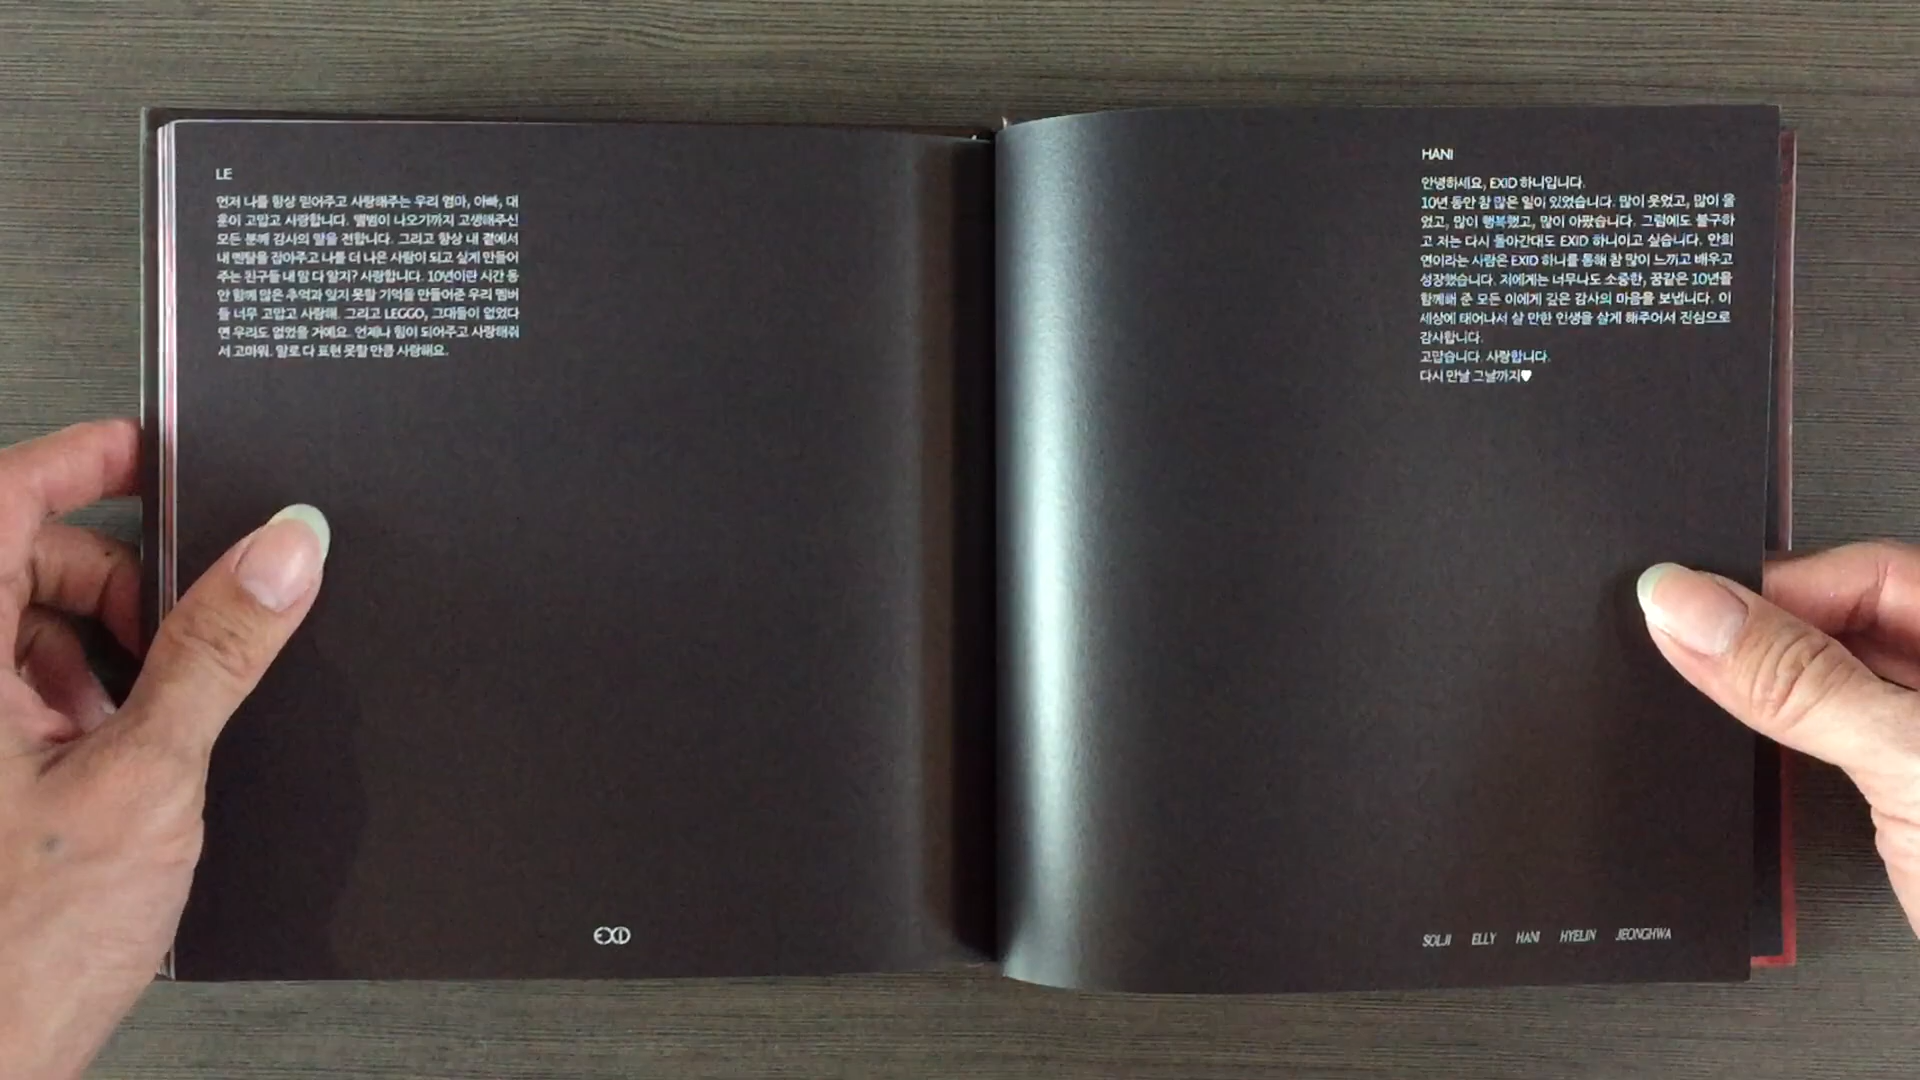 LE
먼저 나를 항상 믿어주고 사랑해주는 우리 엄마, 아빠, 대
훈이 고맙고 사랑합니다. 앨범이 나오기까지 고생해주신
모든 분께 감사의 말을 전합니다. 그리고 항상 내 곁에서
내 멘탈을 잡아주고 나를 더 나은 사람이 되고 싶게 만들어
주는 친구들 내 맘 다 알지? 사랑합니다. 10년이란 시간 동
안 함께 많은 추억과 잊지 못할 기억을 만들어준 우리 멤버
들 너무 고맙고 사랑해. 그리고 LEGGO, 그대들이 없었다
면 우리도 없었을 거예요. 언제나 힘이 되어주고 사랑해줘
서 고마워. 말로 다 표현 못할 만큼 사랑해요.
EXID
HANI
안녕하세요, EXID 하니입니다.
10년 동안 참 많은 일이 있었습니다. 많이 웃었고, 많이 울
었고, 많이 행복했고, 많이 아팠습니다. 그럼에도 불구하
고 저는 다시 돌아간대도 EXID 하니이고 싶습니다. 안희
연이라는 사람은 EXID 하니를 통해 참 많이 느끼고 배우고
성장했습니다. 저에게는 너무나도 소중한, 꿈같은 10년을
함께해 준 모든 이에게 깊은 감사의 마음을 보냅니다. 이
세상에 태어나서 살 만한 인생을 살게 해주어서 진심으로
감사합니다.
고맙습니다. 사랑합니다.
다시 만날 그날까지♥
SOLJI ELLY HANI HYELIN JEONGHWA